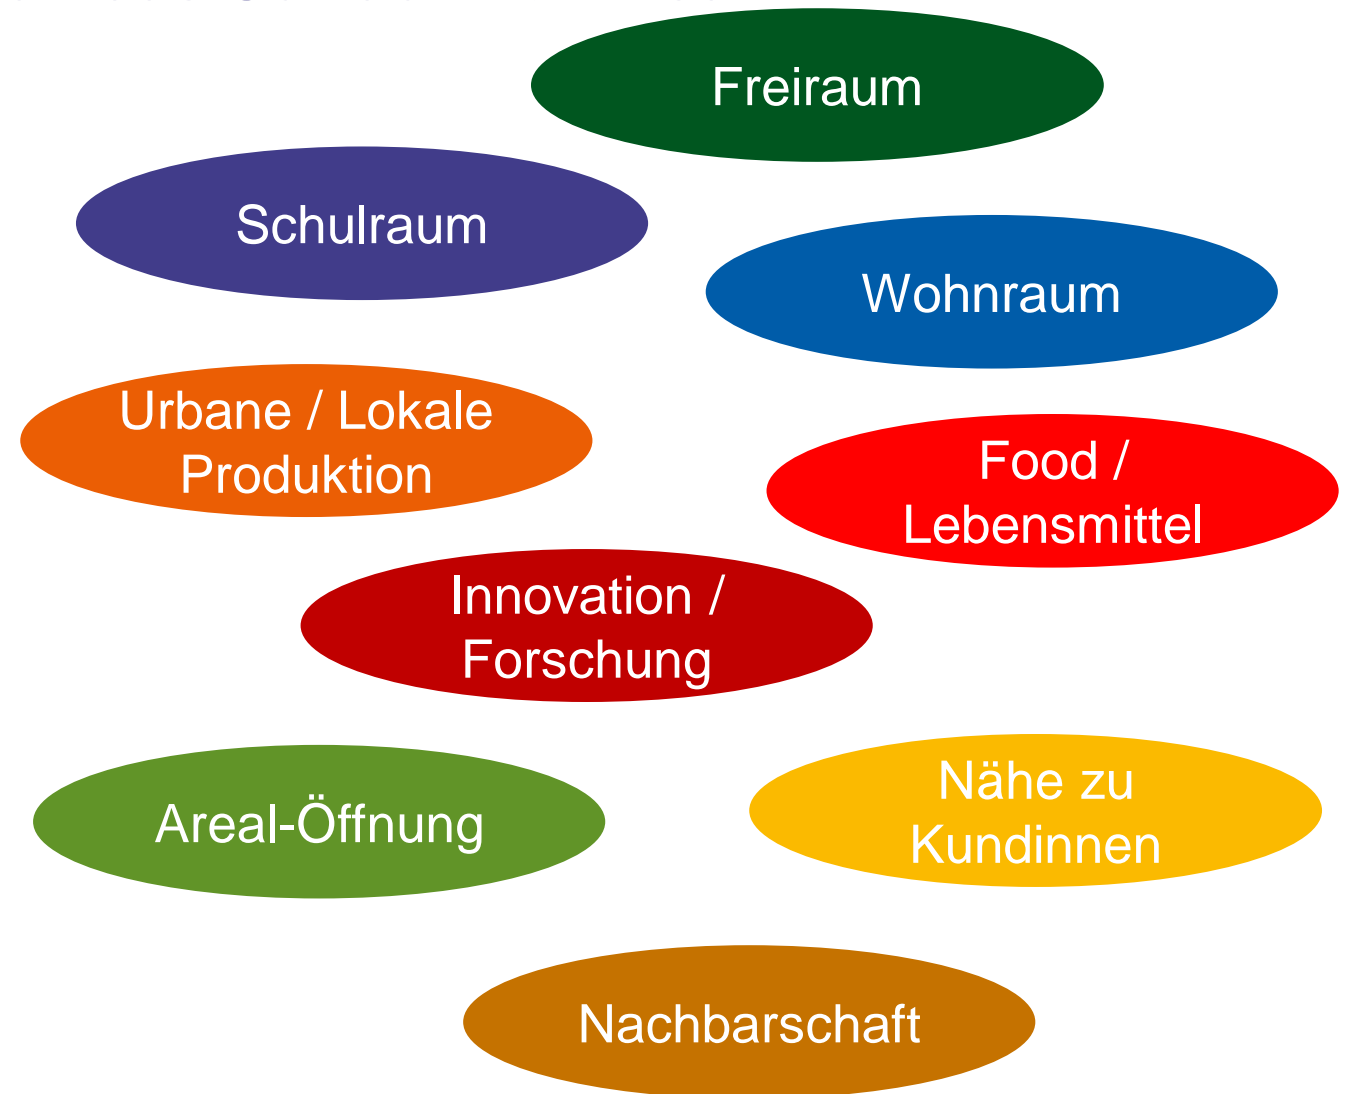 Freiraum
Schulraum
Wohnraum
Urbane / Lokale
Produktion
Food /
Lebensmittel
Innovation /
Forschung
Areal-Öffnung
Nähe zu
Kundinnen
Nachbarschaft